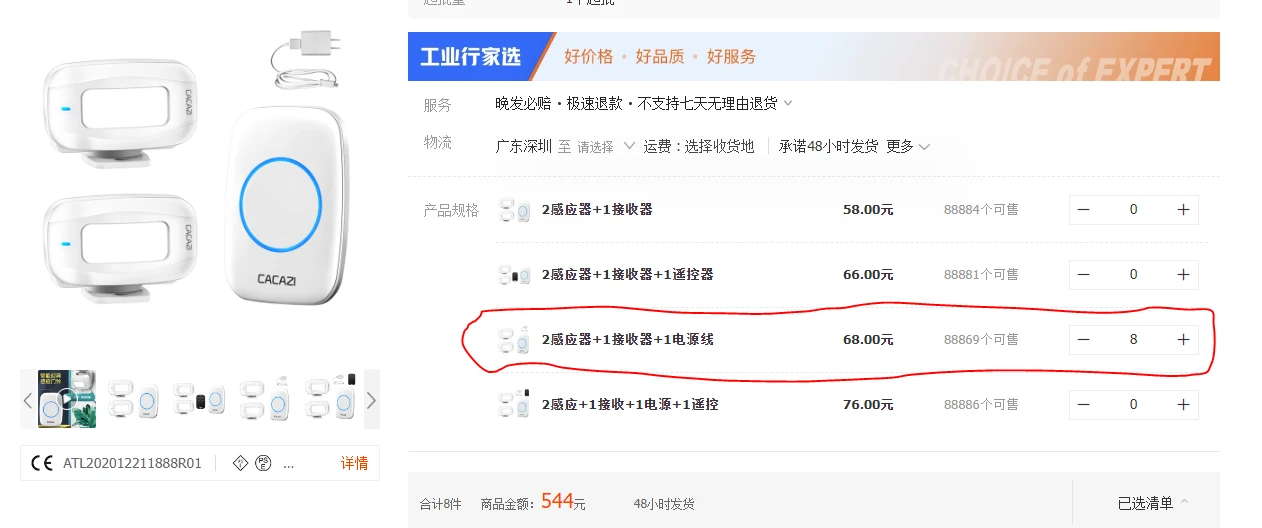 1个起批
工业行家选 好价格 · 好品质 · 好服务
CHOICE of EXPERT
CACAZI
CACAZI
CACAZI
服务 晚发必赔 · 极速退款 · 不支持七天无理由退货
物流 广东深圳 至 请选择 运费：选择收货地 承诺48小时发货 更多
产品规格 2感应器+1接收器 58.00元 88884个可售 − 0 +
2感应器+1接收器+1遥控器 66.00元 88881个可售 − 0 +
2感应器+1接收器+1电源线 68.00元 88869个可售 − 8 +
2感应+1接收+1电源+1遥控 76.00元 88886个可售 − 0 +
CE ATL202012211888R01 ... 详情
合计8件 商品金额：544元 48小时发货 已选清单